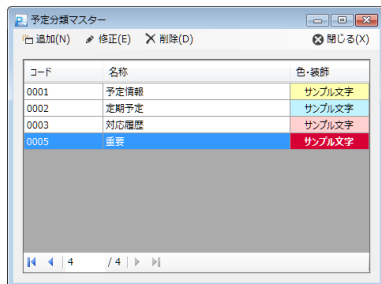 予定分類マスター
追加(N) 修正(E) 削除(D) 閉じる(X)
コード 名称 色・装飾
0001 予定情報 サンプル文字
0002 定期予定 サンプル文字
0003 対応履歴 サンプル文字
0005 重要 サンプル文字
4 / 4